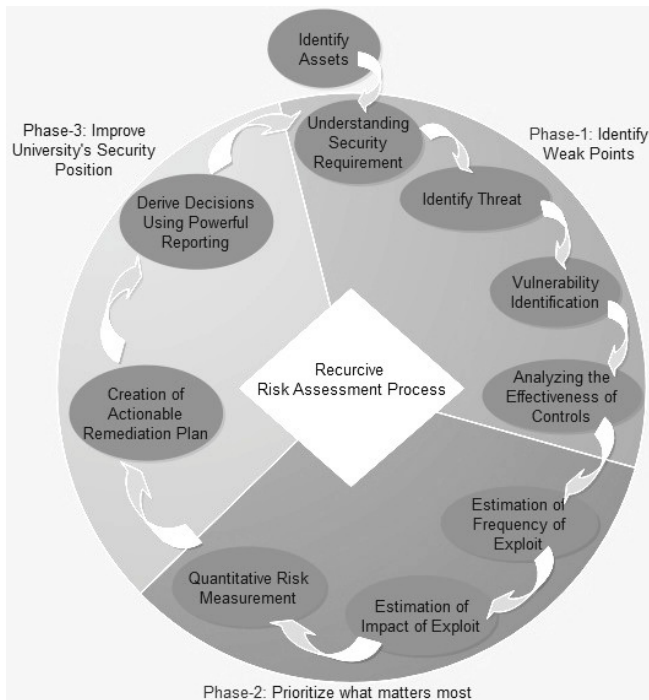 Identify
Assets
Phase-3: Improve
University's Security
Position
Phase-1: Identify
Weak Points
Understanding
Security
Requirement
Identify Threat
Vulnerability
Identification
Analyzing the
Effectiveness of
Controls
Estimation of
Frequency of
Exploit
Estimation of
Impact of Exploit
Quantitative Risk
Measurement
Creation of
Actionable
Remediation Plan
Derive Decisions
Using Powerful
Reporting
Recurcive
Risk Assessment Process
Phase-2: Prioritize what matters most